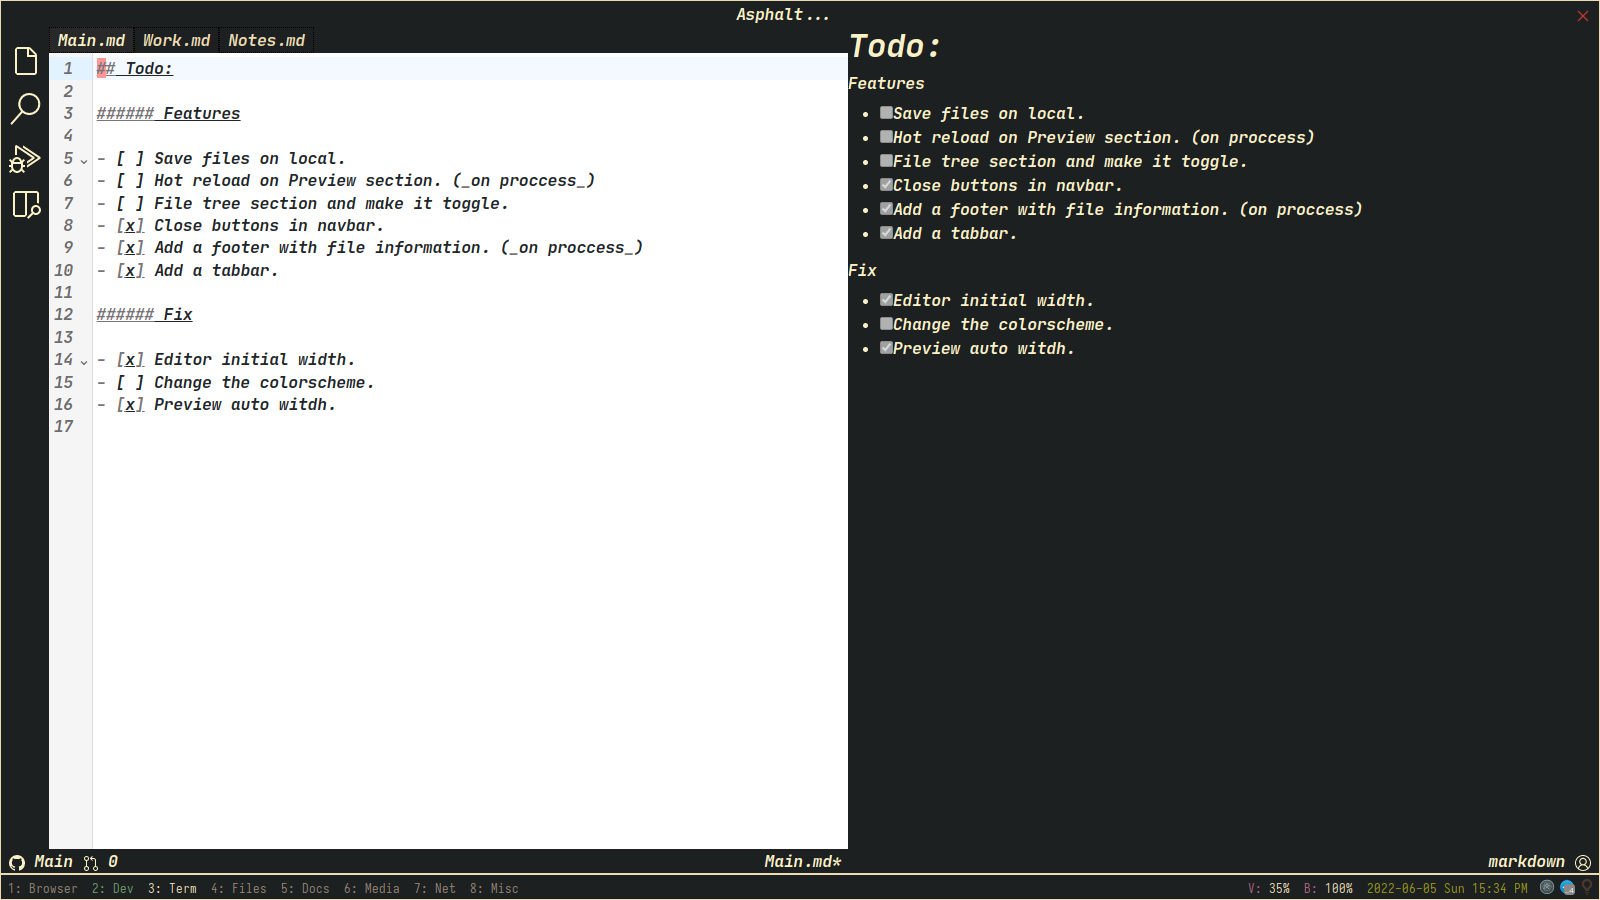 Asphalt...
Main.md Work.md Notes.md
1 ## Todo:
2
3 ###### Features
4
5 - [ ] Save files on local.
6 - [ ] Hot reload on Preview section. (_on proccess_)
7 - [ ] File tree section and make it toggle.
8 - [x] Close buttons in navbar.
9 - [x] Add a footer with file information. (_on proccess_)
10 - [x] Add a tabbar.
11
12 ###### Fix
13
14 - [x] Editor initial width.
15 - [ ] Change the colorscheme.
16 - [x] Preview auto witdh.
17
Todo:
Features
Save files on local.
Hot reload on Preview section. (on proccess)
File tree section and make it toggle.
Close buttons in navbar.
Add a footer with file information. (on proccess)
Add a tabbar.
Fix
Editor initial width.
Change the colorscheme.
Preview auto witdh.
Main 0 Main.md* markdown
1: Browser 2: Dev 3: Term 4: Files 5: Docs 6: Media 7: Net 8: Misc V: 35% B: 100% 2022-06-05 Sun 15:34 PM